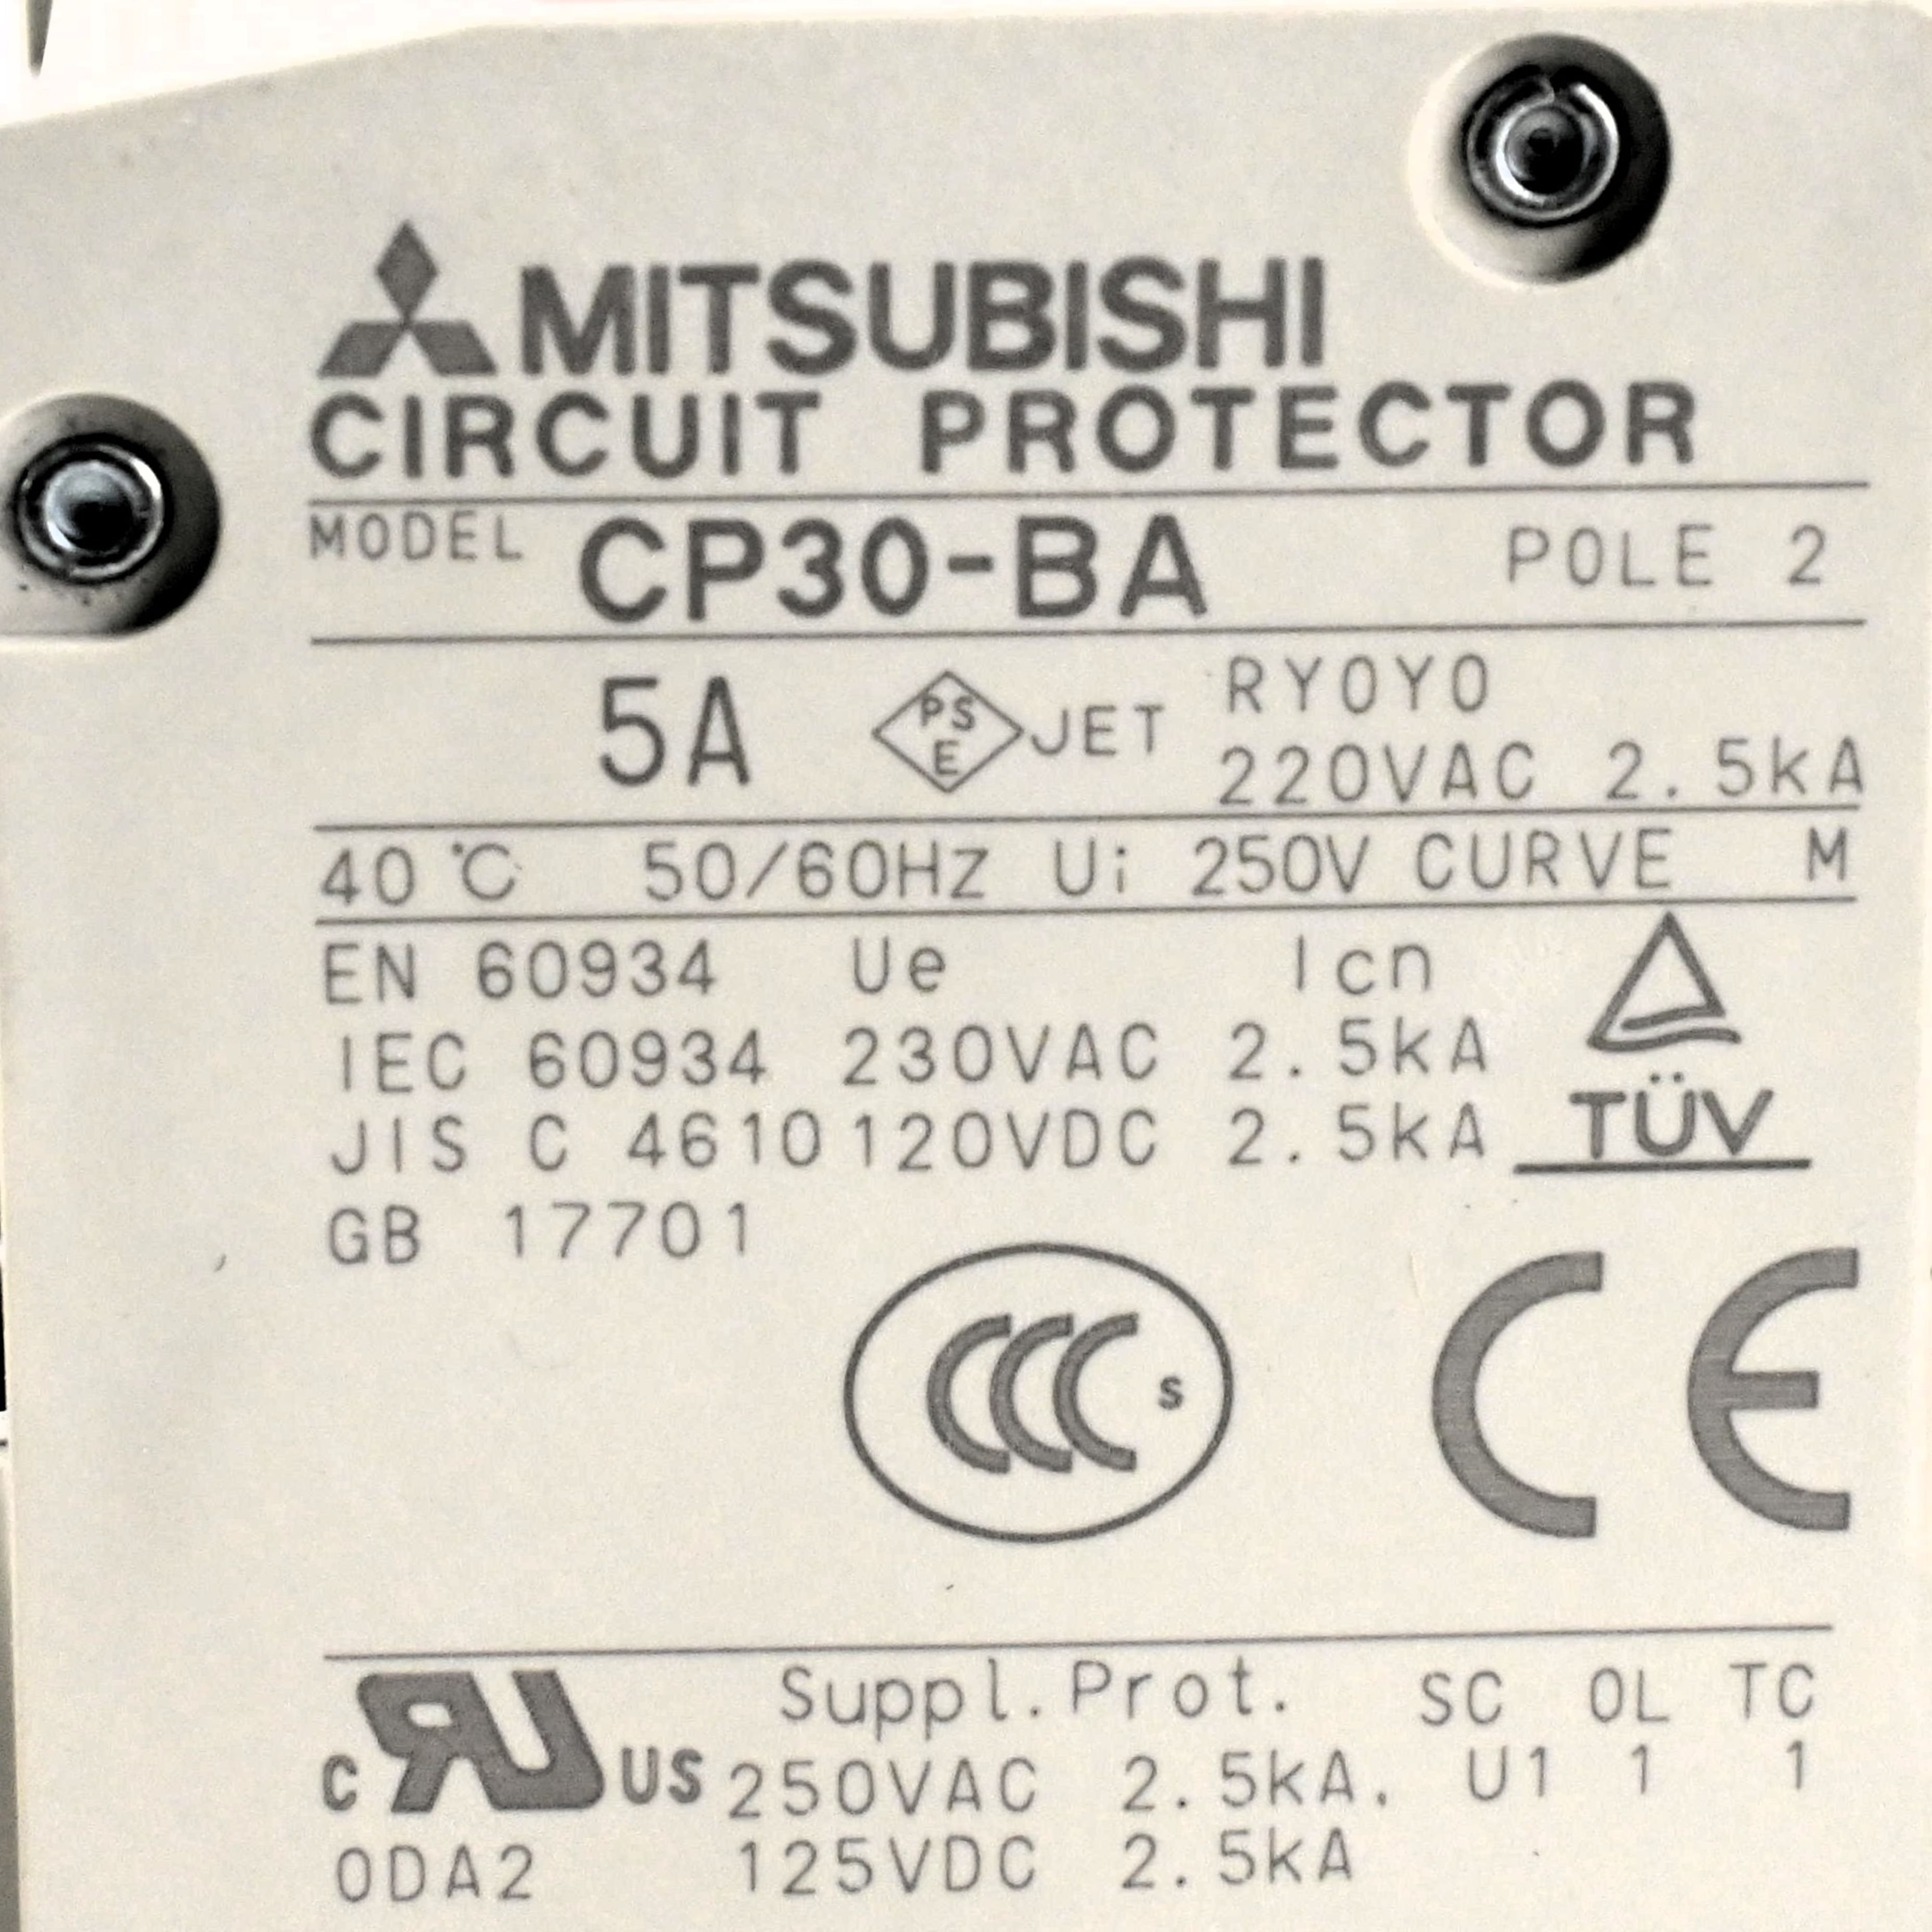 MITSUBISHI
CIRCUIT PROTECTOR
MODEL CP30-BA POLE 2
5A PS E JET RYOYO
220VAC 2.5kA
40℃ 50/60Hz Ui 250V CURVE M
EN 60934 Ue Icn
IEC 60934 230VAC 2.5kA
JIS C 4610 120VDC 2.5kA TÜV
GB 17701
CCC S CE
Suppl.Prot. SC OL TC
c RU US 250VAC 2.5kA. U1 1 1
ODA2 125VDC 2.5kA